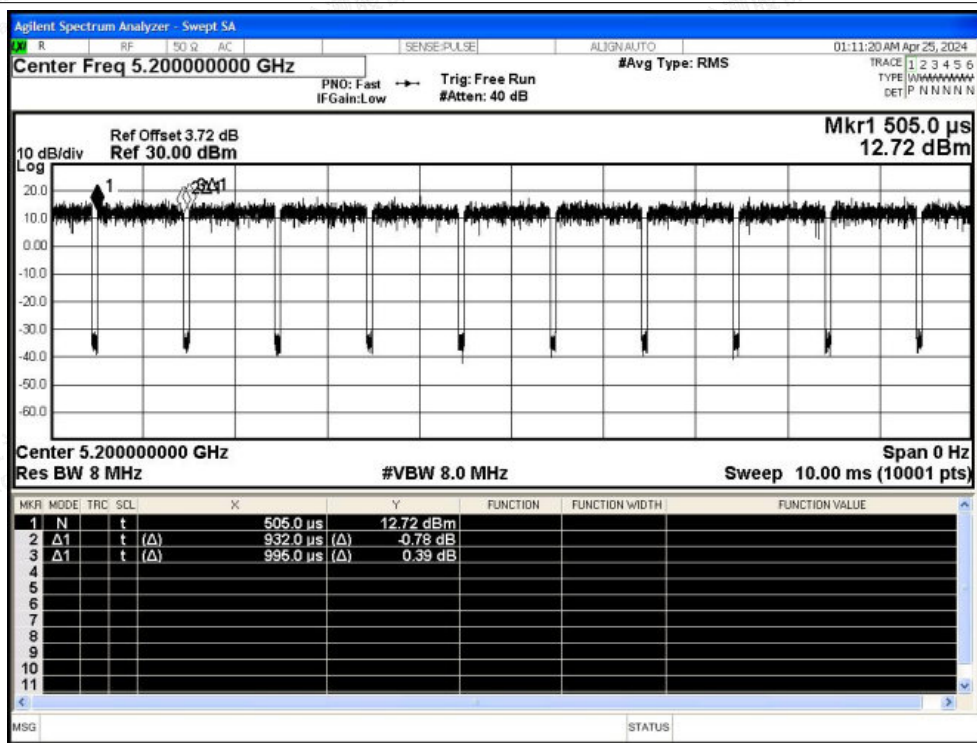 Agilent Spectrum Analyzer - Swept SA
LXI R RF 50 Ω AC SENSE:PULSE ALIGNAUTO 01:11:20 AM Apr 25, 2024
Center Freq 5.200000000 GHz #Avg Type: RMS TRACE 1 2 3 4 5 6
PNO: Fast Trig: Free Run TYPE WWWWWW
IFGain:Low #Atten: 40 dB DET P N N N N N
Mkr1 505.0 µs
Ref Offset 3.72 dB
10 dB/div Ref 30.00 dBm 12.72 dBm
Log
20.0
1
3Δ1
10.0
0.00
-10.0
-20.0
-30.0
-40.0
-50.0
-60.0
Center 5.200000000 GHz Span 0 Hz
Res BW 8 MHz #VBW 8.0 MHz Sweep 10.00 ms (10001 pts)
MKR MODE TRC SCL X Y FUNCTION FUNCTION WIDTH FUNCTION VALUE
1 N t 505.0 µs 12.72 dBm
2 Δ1 t (Δ) 932.0 µs (Δ) -0.78 dB
3 Δ1 t (Δ) 995.0 µs (Δ) 0.39 dB
4
5
6
7
8
9
10
11
MSG STATUS